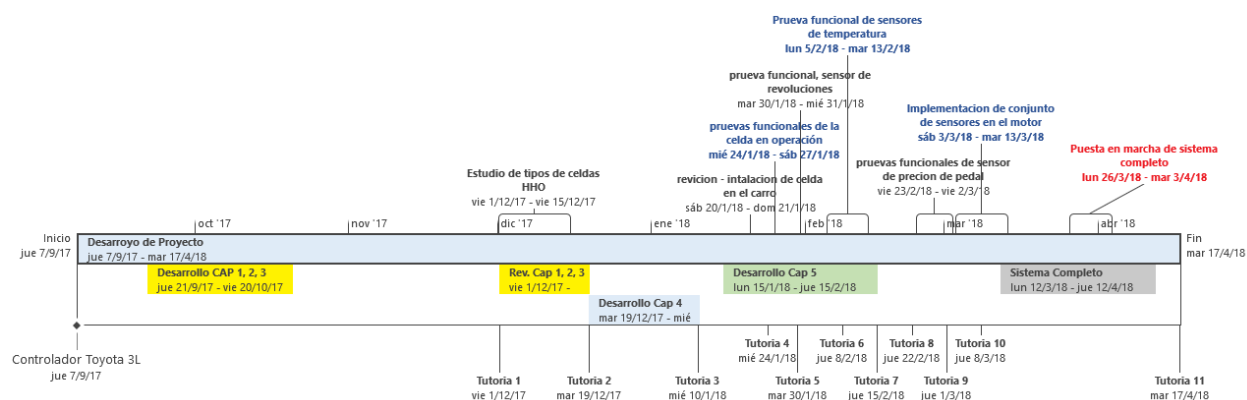 Prueva funcional de sensores
de temperatura
lun 5/2/18 - mar 13/2/18
prueva funcional, sensor de
revoluciones
mar 30/1/18 - mié 31/1/18
pruevas funcionales de la
celda en operación
mié 24/1/18 - sáb 27/1/18
Implementacion de conjunto
de sensores en el motor
sáb 3/3/18 - mar 13/3/18
Estudio de tipos de celdas
HHO
vie 1/12/17 - vie 15/12/17
revicion - intalacion de celda
en el carro
sáb 20/1/18 - dom 21/1/18
pruevas funcionales de sensor
de precion de pedal
vie 23/2/18 - vie 2/3/18
Puesta en marcha de sistema
completo
lun 26/3/18 - mar 3/4/18
oct '17
nov '17
dic '17
ene '18
feb '18
mar '18
abr '18
Inicio
jue 7/9/17
Desarroyo de Proyecto
jue 7/9/17 - mar 17/4/18
Fin
mar 17/4/18
Desarrollo CAP 1, 2, 3
jue 21/9/17 - vie 20/10/17
Rev. Cap 1, 2, 3
vie 1/12/17 -
Desarrollo Cap 5
lun 15/1/18 - jue 15/2/18
Sistema Completo
lun 12/3/18 - jue 12/4/18
Desarrollo Cap 4
mar 19/12/17 - mié
Controlador Toyota 3L
jue 7/9/17
Tutoria 4
mié 24/1/18
Tutoria 6
jue 8/2/18
Tutoria 8
jue 22/2/18
Tutoria 10
jue 8/3/18
Tutoria 1
vie 1/12/17
Tutoria 2
mar 19/12/17
Tutoria 3
mié 10/1/18
Tutoria 5
mar 30/1/18
Tutoria 7
jue 15/2/18
Tutoria 9
jue 1/3/18
Tutoria 11
mar 17/4/18